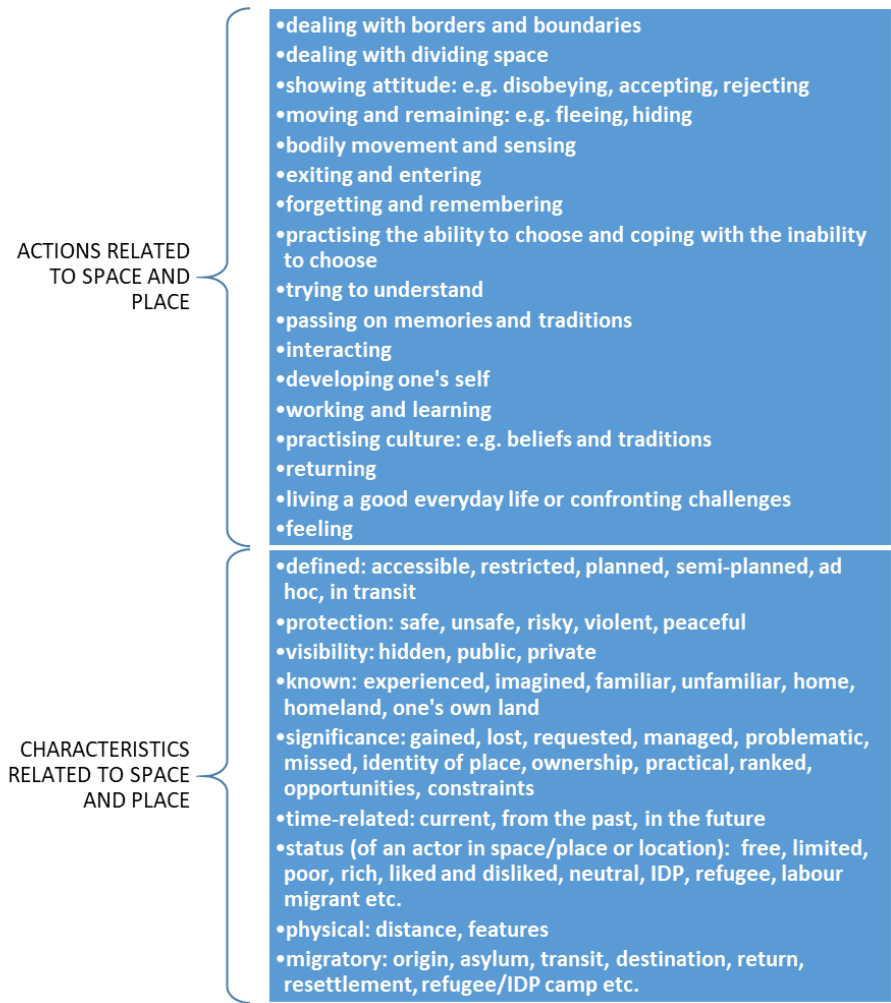 ACTIONS RELATED
TO SPACE AND
PLACE
•dealing with borders and boundaries
•dealing with dividing space
•showing attitude: e.g. disobeying, accepting, rejecting
•moving and remaining: e.g. fleeing, hiding
•bodily movement and sensing
•exiting and entering
•forgetting and remembering
•practising the ability to choose and coping with the inability
to choose
•trying to understand
•passing on memories and traditions
•interacting
•developing one's self
•working and learning
•practising culture: e.g. beliefs and traditions
•returning
•living a good everyday life or confronting challenges
•feeling
CHARACTERISTICS
RELATED TO SPACE
AND PLACE
•defined: accessible, restricted, planned, semi-planned, ad
hoc, in transit
•protection: safe, unsafe, risky, violent, peaceful
•visibility: hidden, public, private
•known: experienced, imagined, familiar, unfamiliar, home,
homeland, one's own land
•significance: gained, lost, requested, managed, problematic,
missed, identity of place, ownership, practical, ranked,
opportunities, constraints
•time-related: current, from the past, in the future
•status (of an actor in space/place or location): free, limited,
poor, rich, liked and disliked, neutral, IDP, refugee, labour
migrant etc.
•physical: distance, features
•migratory: origin, asylum, transit, destination, return,
resettlement, refugee/IDP camp etc.